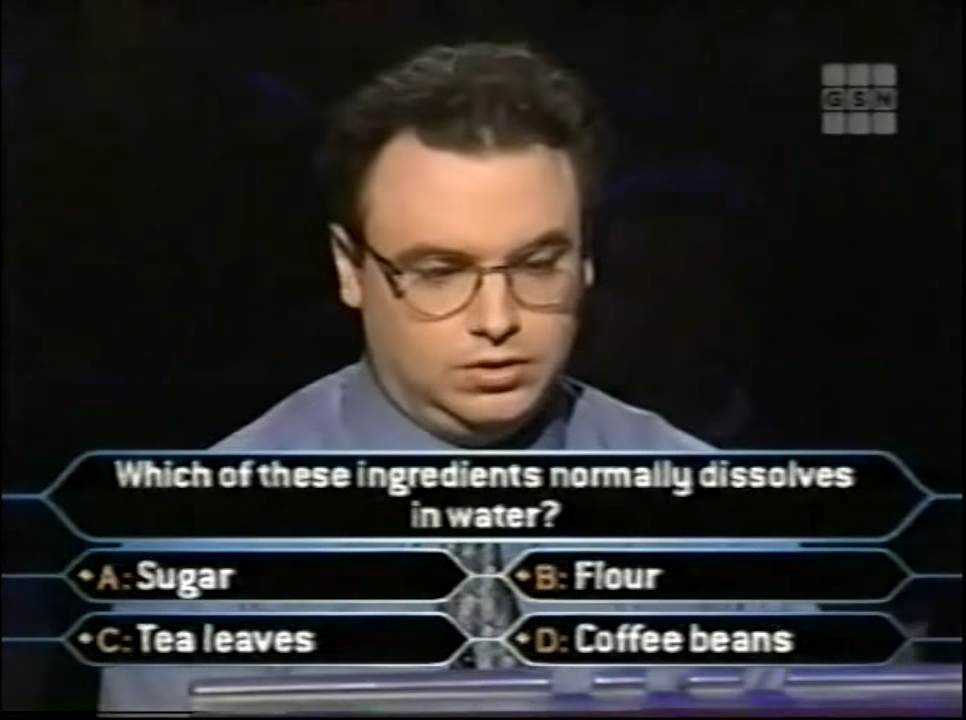 GSN
Which of these ingredients normally dissolves
in water?
A: Sugar
B: Flour
C: Tea leaves
D: Coffee beans